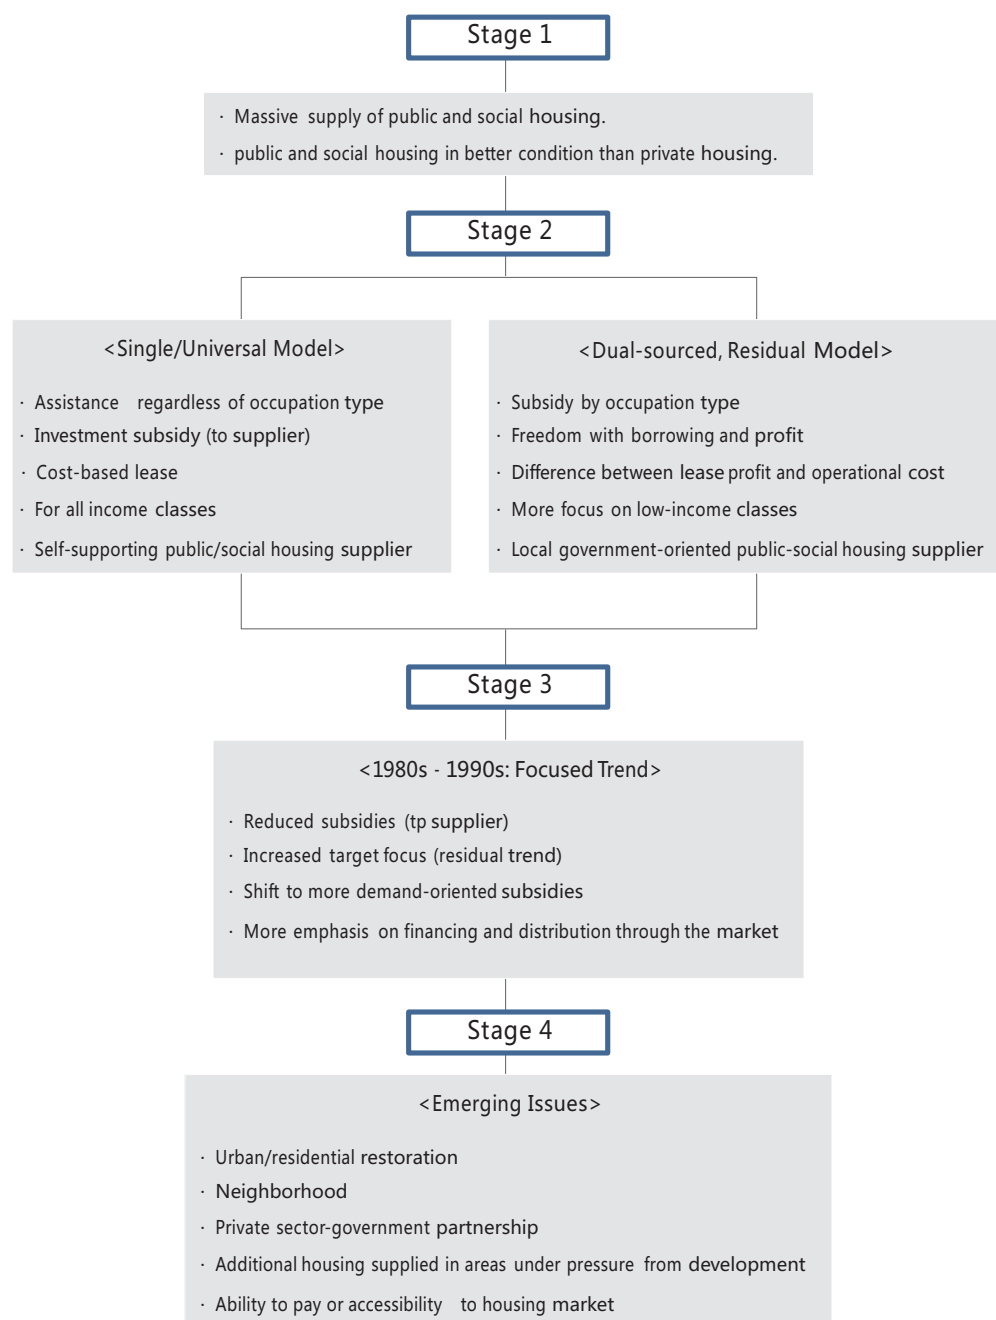 Stage 1
· Massive supply of public and social housing.
· public and social housing in better condition than private housing.
Stage 2
<Single/Universal Model>
· Assistance regardless of occupation type
· Investment subsidy (to supplier)
· Cost-based lease
· For all income classes
· Self-supporting public/social housing supplier
<Dual-sourced, Residual Model>
· Subsidy by occupation type
· Freedom with borrowing and profit
· Difference between lease profit and operational cost
· More focus on low-income classes
· Local government-oriented public-social housing supplier
Stage 3
<1980s - 1990s: Focused Trend>
· Reduced subsidies (tp supplier)
· Increased target focus (residual trend)
· Shift to more demand-oriented subsidies
· More emphasis on financing and distribution through the market
Stage 4
<Emerging Issues>
· Urban/residential restoration
· Neighborhood
· Private sector-government partnership
· Additional housing supplied in areas under pressure from development
· Ability to pay or accessibility to housing market